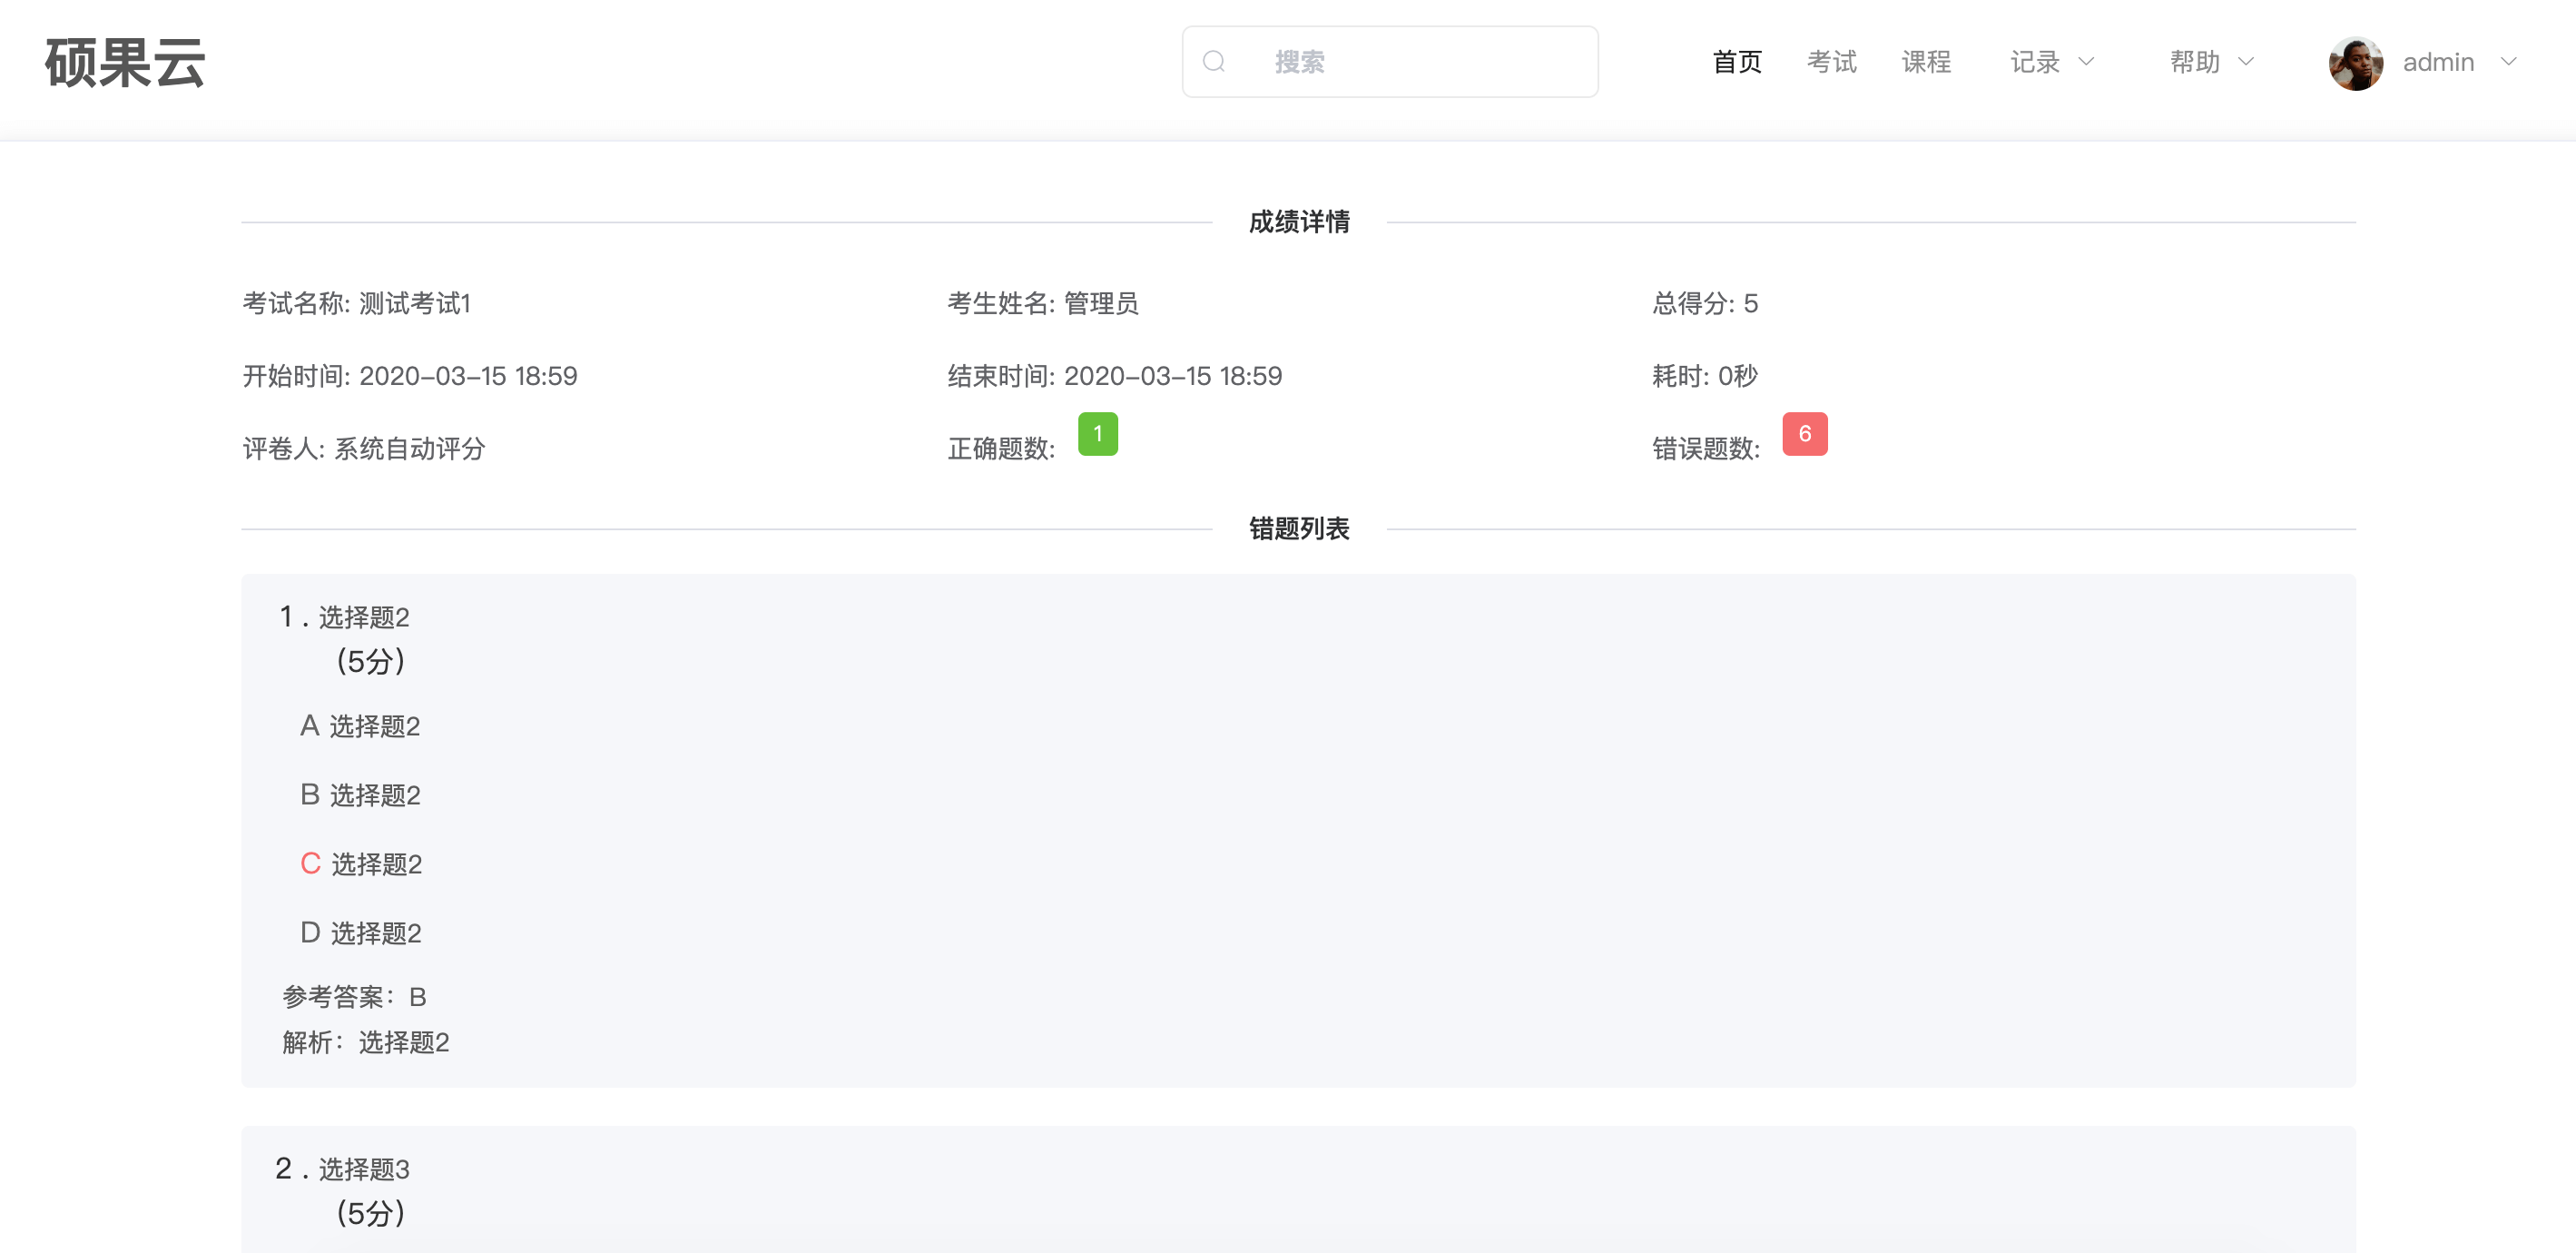 硕果云
搜索
首页 考试 课程 记录 帮助 admin
成绩详情
考试名称: 测试考试1 考生姓名: 管理员 总得分: 5
开始时间: 2020-03-15 18:59 结束时间: 2020-03-15 18:59 耗时: 0秒
评卷人: 系统自动评分 正确题数: 1 错误题数: 6
错题列表
1 . 选择题2
(5分)
A 选择题2
B 选择题2
C 选择题2
D 选择题2
参考答案：B
解析：选择题2
2 . 选择题3
(5分)